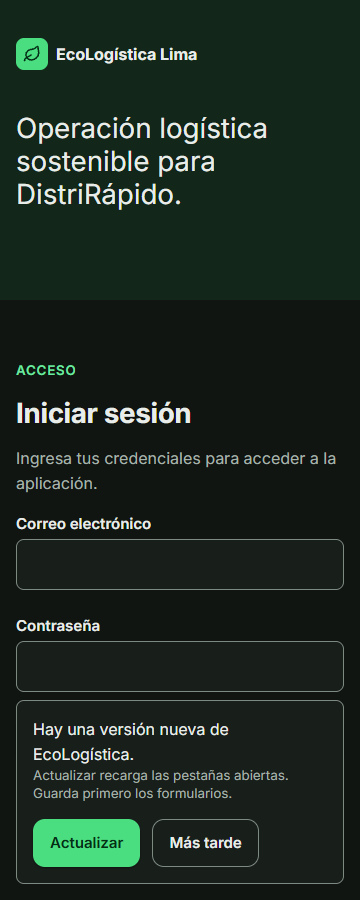 EcoLogística Lima
Operación logística
sostenible para
DistriRápido.
ACCESO
Iniciar sesión
Ingresa tus credenciales para acceder a la
aplicación.
Correo electrónico
Contraseña
Hay una versión nueva de
EcoLogística.
Actualizar recarga las pestañas abiertas.
Guarda primero los formularios.
Actualizar
Más tarde